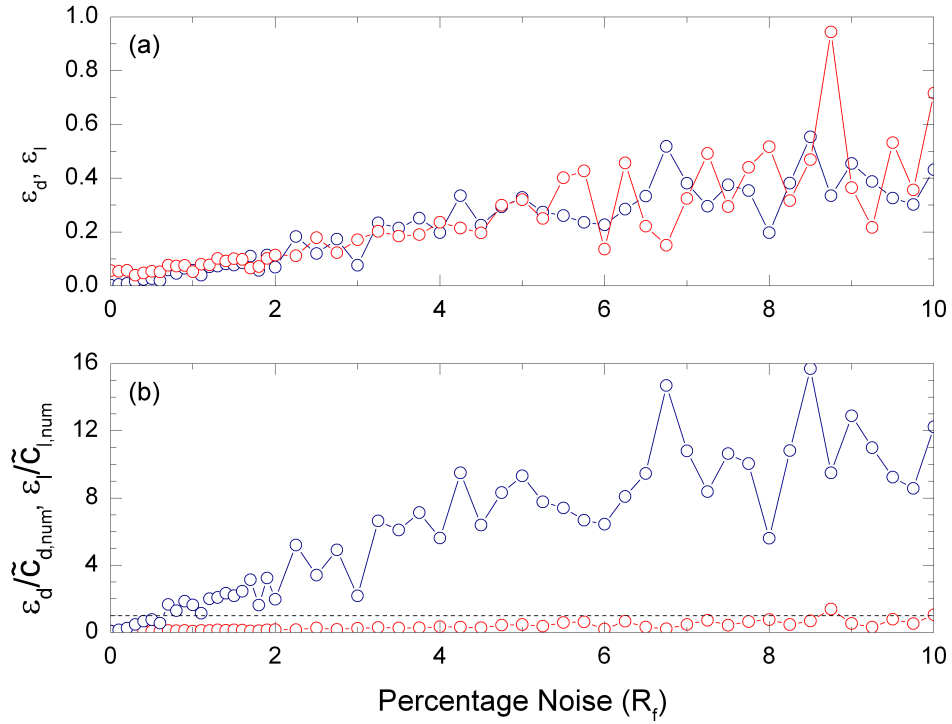 (a)
1.0
0.8
0.6
0.4
0.2
0.0
ε_d, ε_l
0 2 4 6 8 10
(b)
16
12
8
4
0
ε_d/c̃_d,num, ε_l/c̃_l,num
0 2 4 6 8 10
Percentage Noise (R_f)